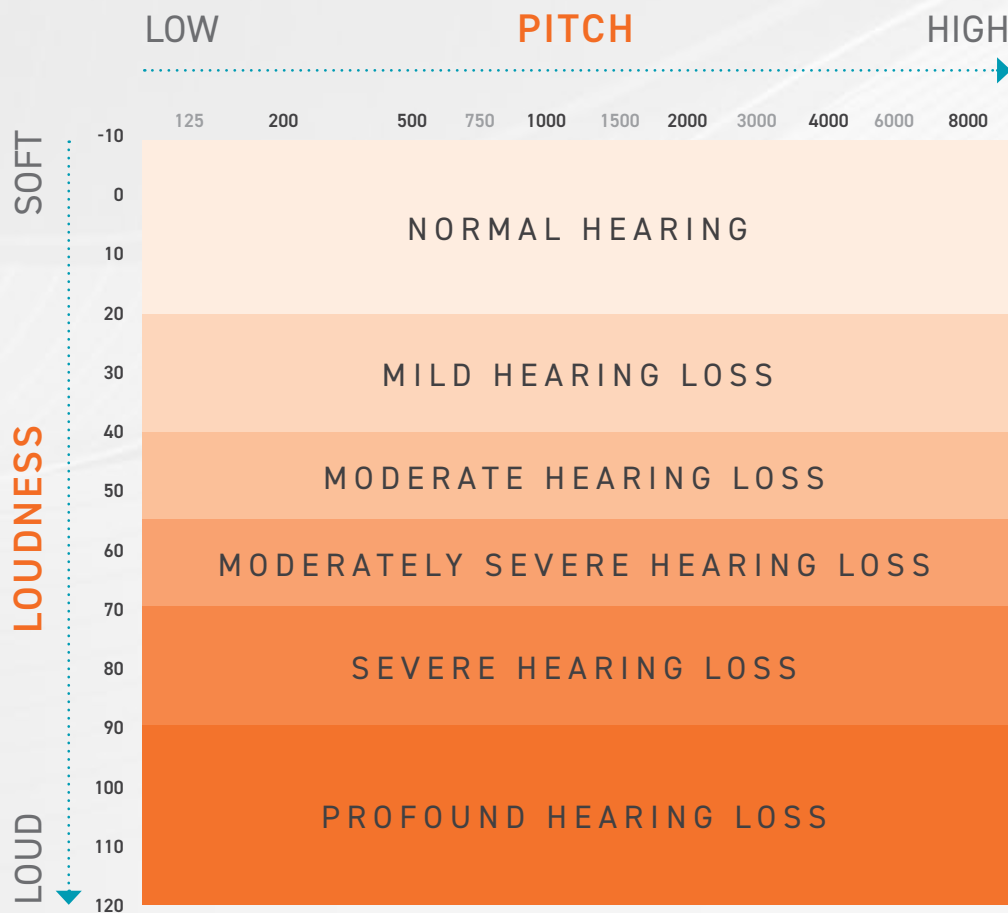 LOW PITCH HIGH
125 200 500 750 1000 1500 2000 3000 4000 6000 8000
SOFT
LOUDNESS
LOUD
-10
0
10
20
30
40
50
60
70
80
90
100
110
120
NORMAL HEARING
MILD HEARING LOSS
MODERATE HEARING LOSS
MODERATELY SEVERE HEARING LOSS
SEVERE HEARING LOSS
PROFOUND HEARING LOSS